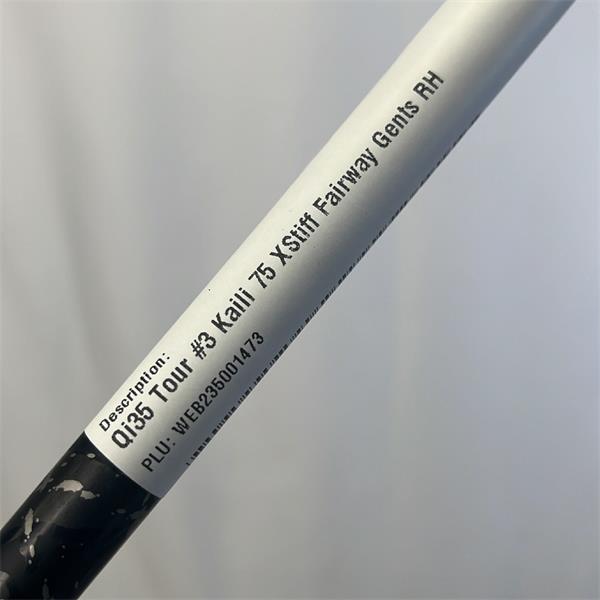 Description:
Qi35 Tour #3 Kaili 75 XStiff Fairway Gents RH
PLU: WEB235001473